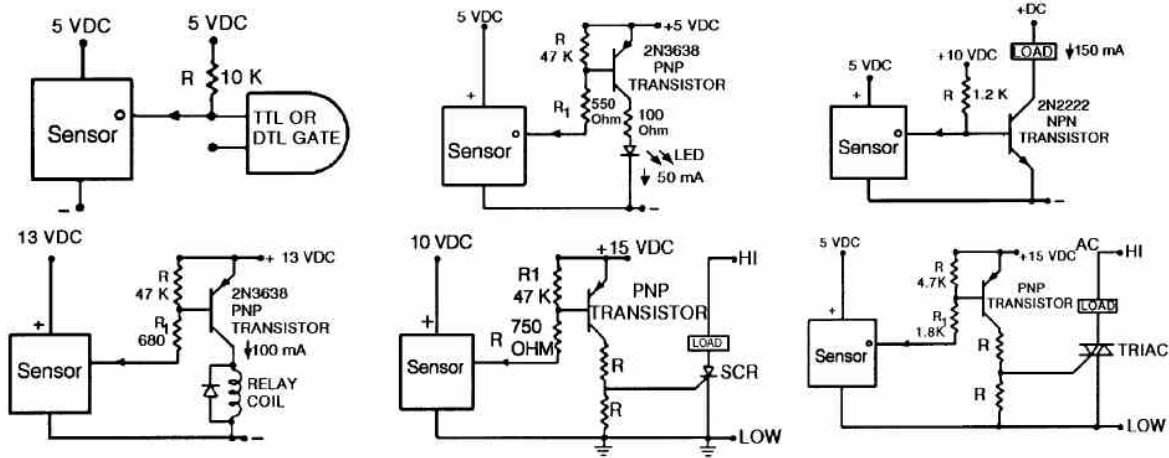 5 VDC
5 VDC
R
10 K
Sensor
TTL OR
DTL GATE
–
5 VDC
+5 VDC
R
47 K
2N3638
PNP
TRANSISTOR
+
R1
550
Ohm
100
Ohm
Sensor
LED
50 mA
–
+DC
LOAD
150 mA
+10 VDC
5 VDC
+
R
1.2 K
2N2222
NPN
TRANSISTOR
Sensor
–
13 VDC
+ 13 VDC
R
47 K
2N3638
PNP
TRANSISTOR
+
R1
680
100 mA
Sensor
RELAY
COIL
–
10 VDC
+15 VDC
HI
R1
47 K
PNP
TRANSISTOR
+
R
750
OHM
LOAD
Sensor
R
SCR
R
LOW
5 VDC
+15 VDC
AC
HI
R
4.7K
PNP
TRANSISTOR
LOAD
+
R1
1.8K
Sensor
R
TRIAC
R
LOW